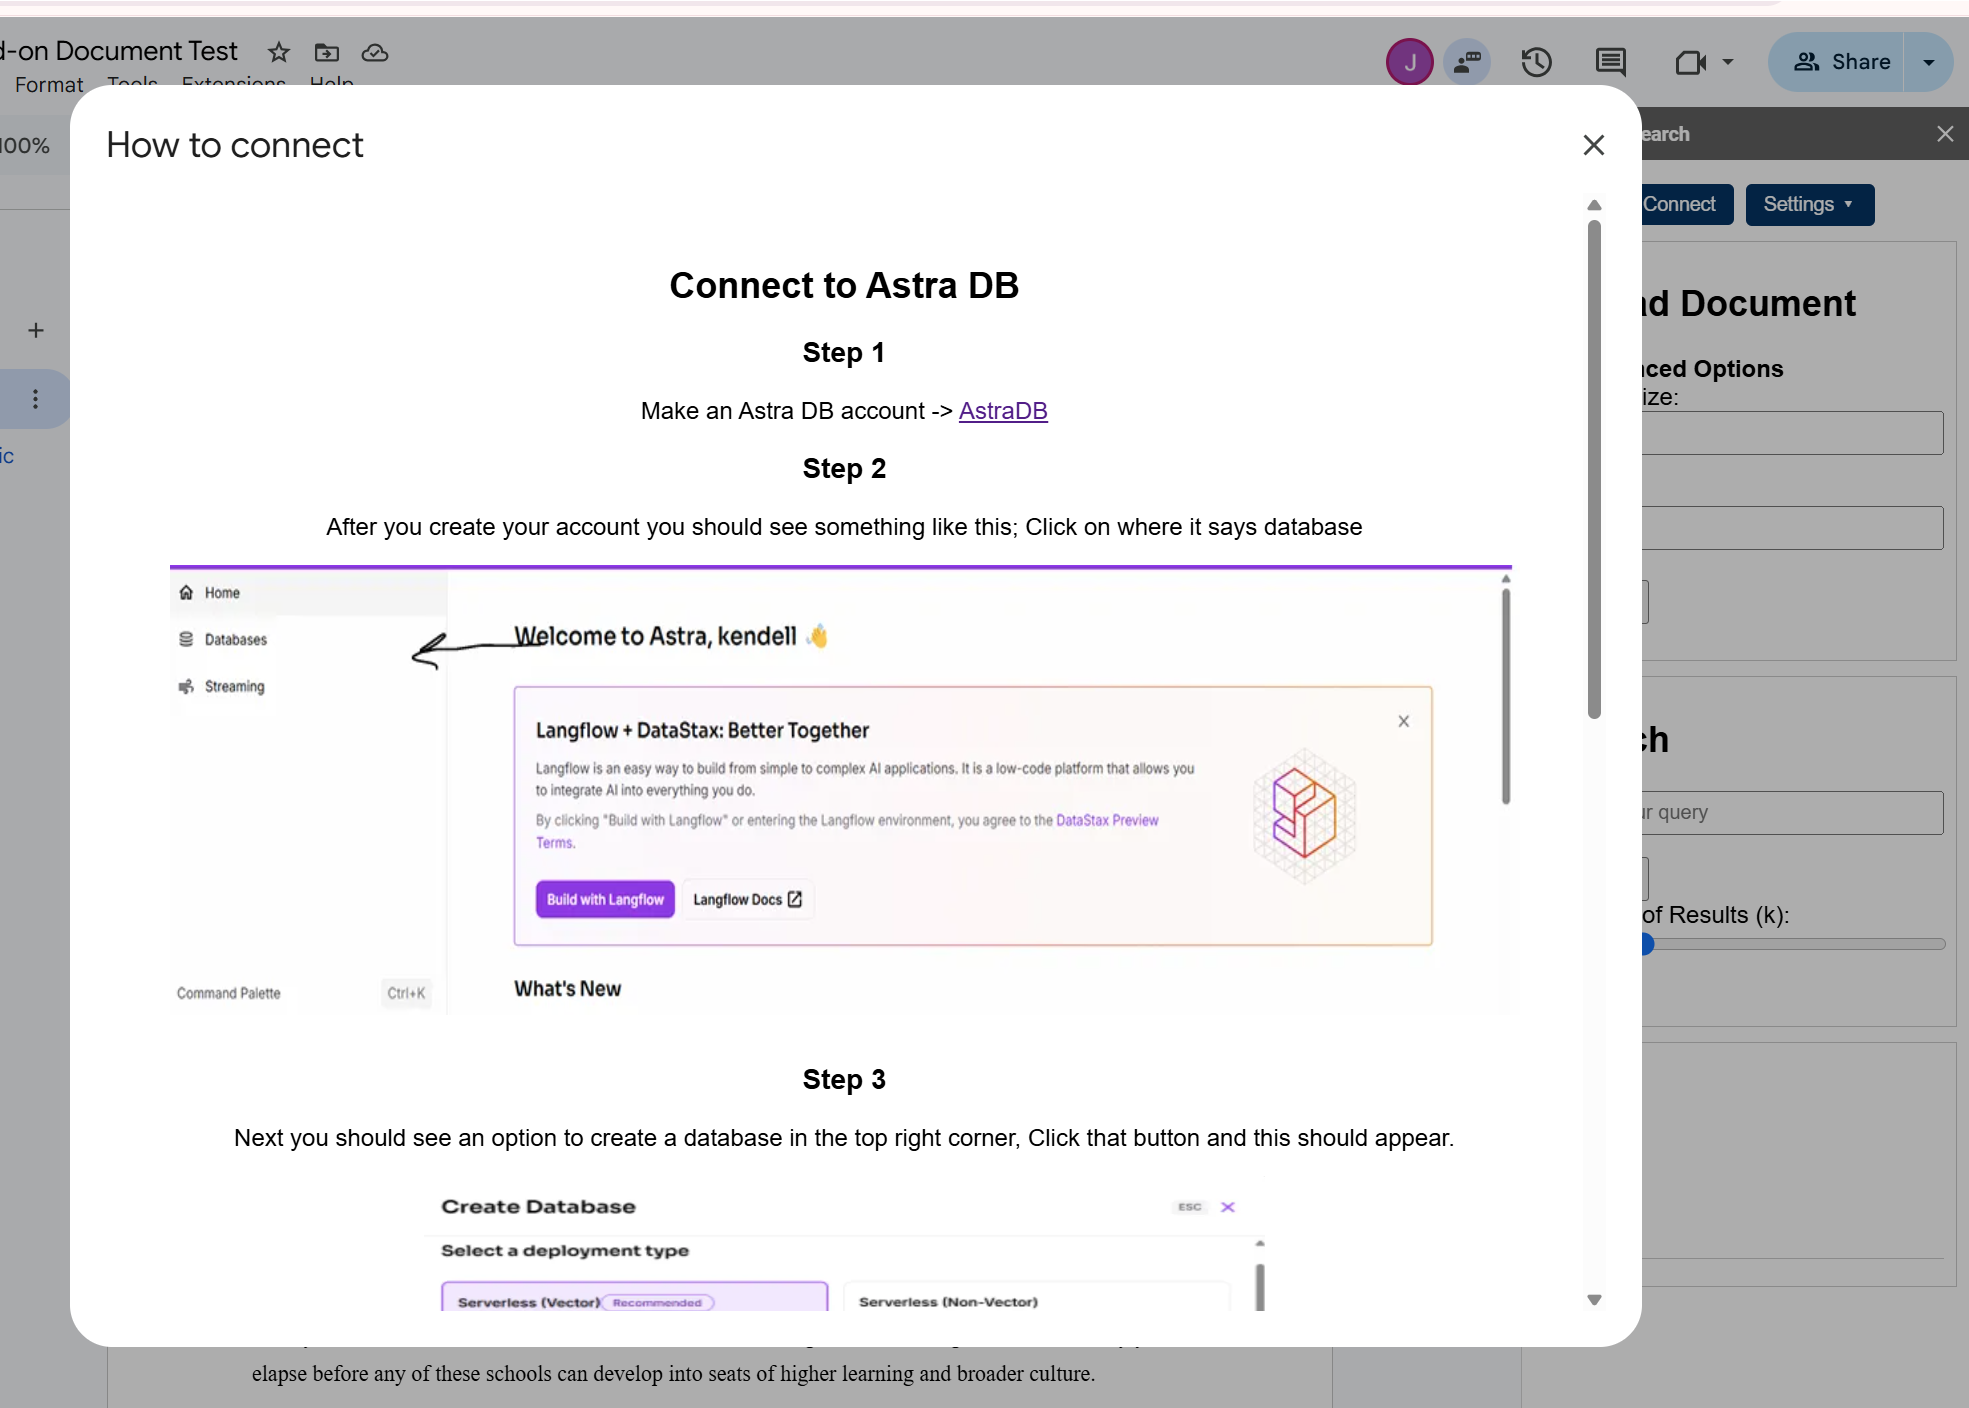 -on Document Test
Format Tools Extensions Help
J
Share
100%
How to connect
Connect to Astra DB
Step 1
Make an Astra DB account -> AstraDB
Step 2
After you create your account you should see something like this; Click on where it says database
Home
Databases
Streaming
Welcome to Astra, kendell 👋
Langflow + DataStax: Better Together
Langflow is an easy way to build from simple to complex AI applications. It is a low-code platform that allows you
to integrate AI into everything you do.
By clicking "Build with Langflow" or entering the Langflow environment, you agree to the DataStax Preview
Terms.
Build with Langflow
Langflow Docs
Command Palette
Ctrl+K
What's New
Step 3
Next you should see an option to create a database in the top right corner, Click that button and this should appear.
Create Database
ESC
Select a deployment type
Serverless (Vector) Recommended
Serverless (Non-Vector)
earch
Connect
Settings
d Document
ced Options
ize:
ch
r query
of Results (k):
ic
elapse before any of these schools can develop into seats of higher learning and broader culture.